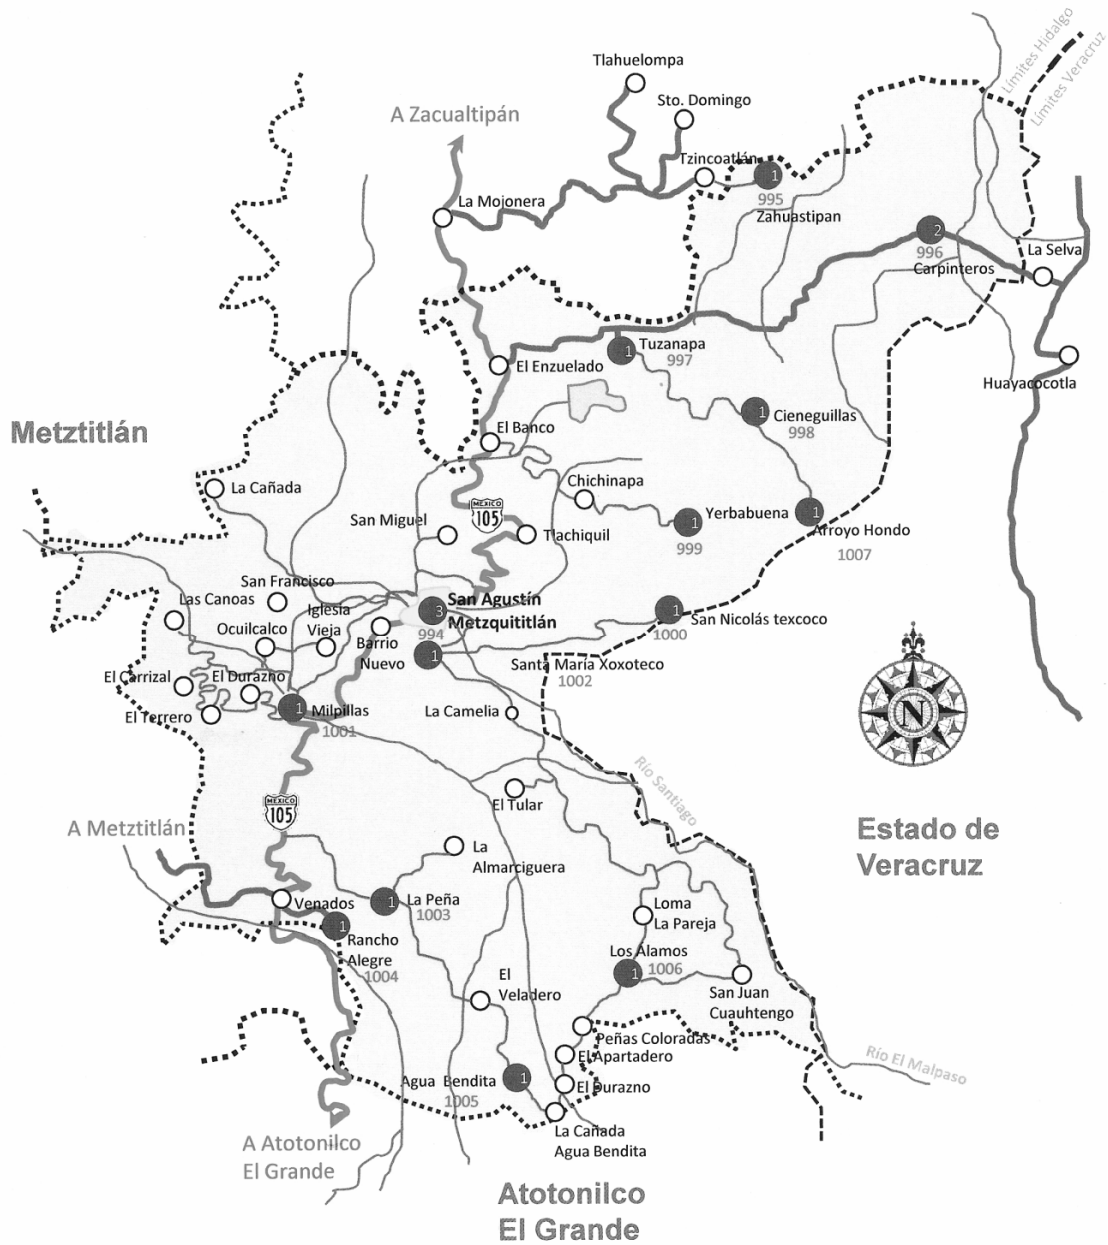 Límites Hidalgo
Límites Veracruz
Tlahuelompa
Sto. Domingo
A Zacualtipán
Tzincoatlán
1
995
La Mojonera
Zahuastipan
2
996
Carpinteros
La Selva
Tuzanapa
1
997
El Enzuelado
Huayacocotla
1
Cieneguillas
998
Metztitlán
El Banco
La Cañada
Chichinapa
MEXICO
105
San Miguel
Tlachiquil
1
Yerbabuena
999
1
Arroyo Hondo
1007
San Francisco
Las Canoas
Iglesia
Vieja
Ocuilcalco
3
San Agustín
Metzquititlán
994
Barrio
Nuevo
1
1
1000
San Nicólas texcoco
Santa María Xoxoteco
1002
El Carrizal
El Durazno
El Terrero
1
Milpillas
1001
La Camelia
N
Río Santiago
El Tular
MEXICO
105
A Metztitlán
Estado de
Veracruz
La
Almarciguera
Venados
1
La Peña
1003
1
Rancho
Alegre
1004
Loma
La Pareja
Los Alamos
1
1006
El
Veladero
San Juan
Cuauhtengo
Peñas Coloradas
El Apartadero
Río El Malpaso
Agua Bendita
1
1005
El Durazno
La Cañada
Agua Bendita
A Atotonilco
El Grande
Atotonilco
El Grande